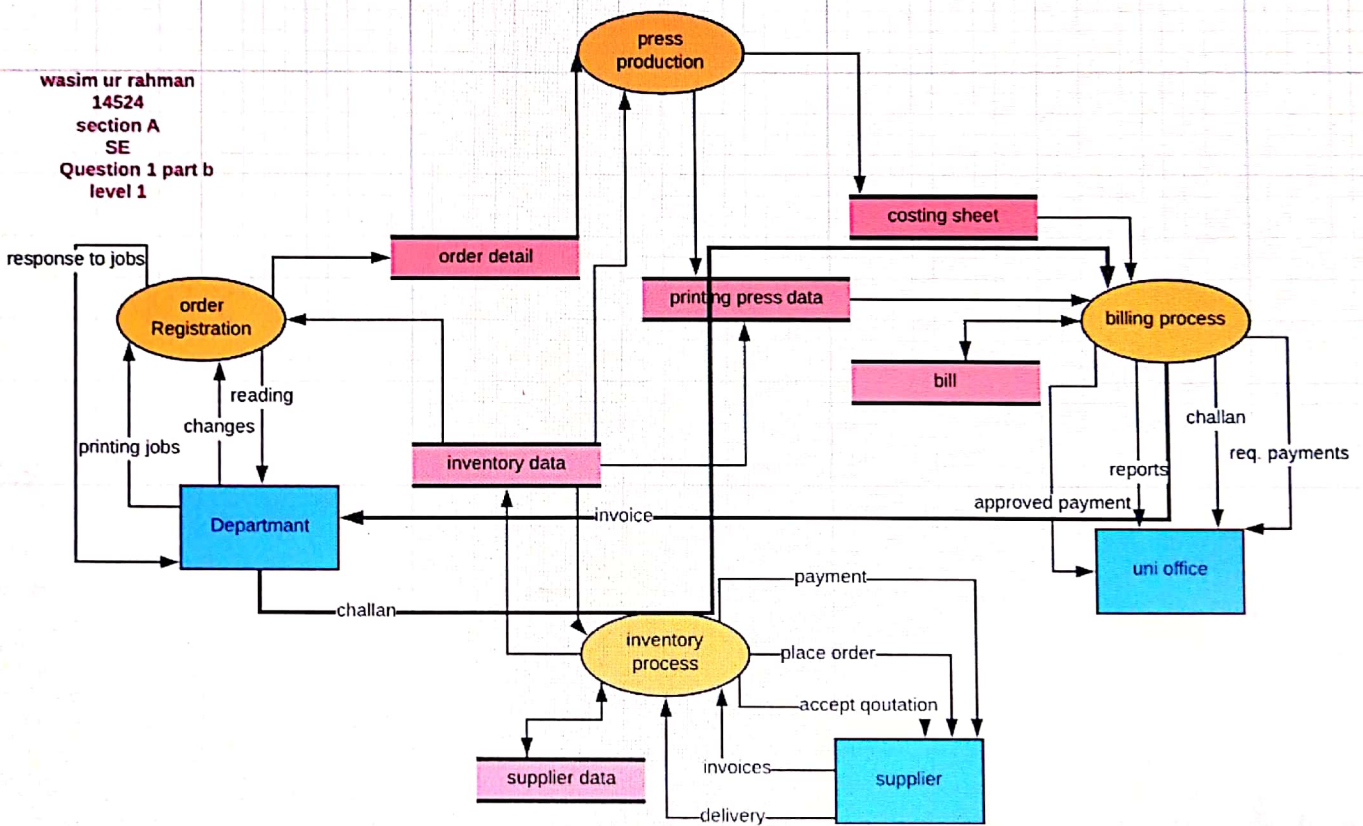 press
production
wasim ur rahman
14524
section A
SE
Question 1 part b
level 1
costing sheet
response to jobs
order detail
printing press data
order
Registration
billing process
bill
reading
changes
printing jobs
challan
req. payments
inventory data
reports
approved payment
Departmant
invoice
uni office
payment
challan
inventory
process
place order
accept qoutation
supplier data
invoices
supplier
delivery